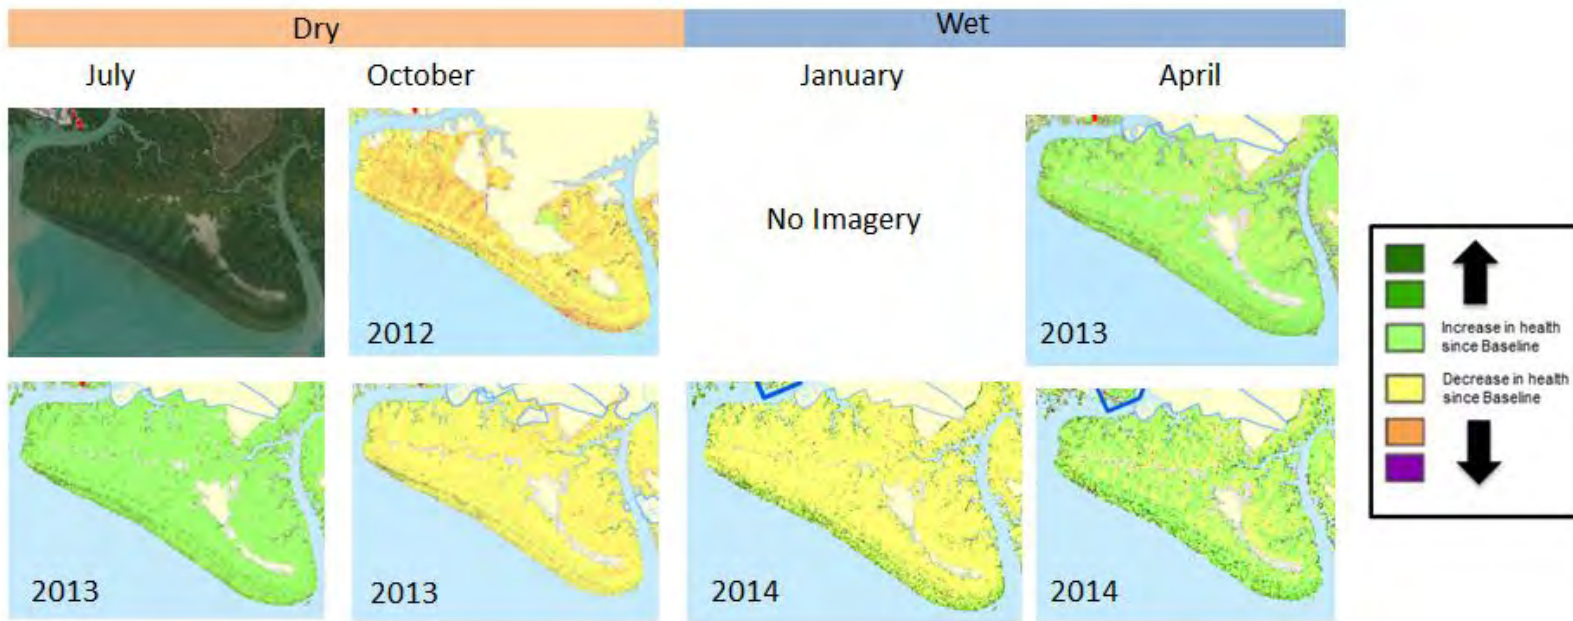 Dry
Wet
July
October
January
April
2012
No Imagery
2013
Increase in health
since Baseline
Decrease in health
since Baseline
2013
2013
2014
2014